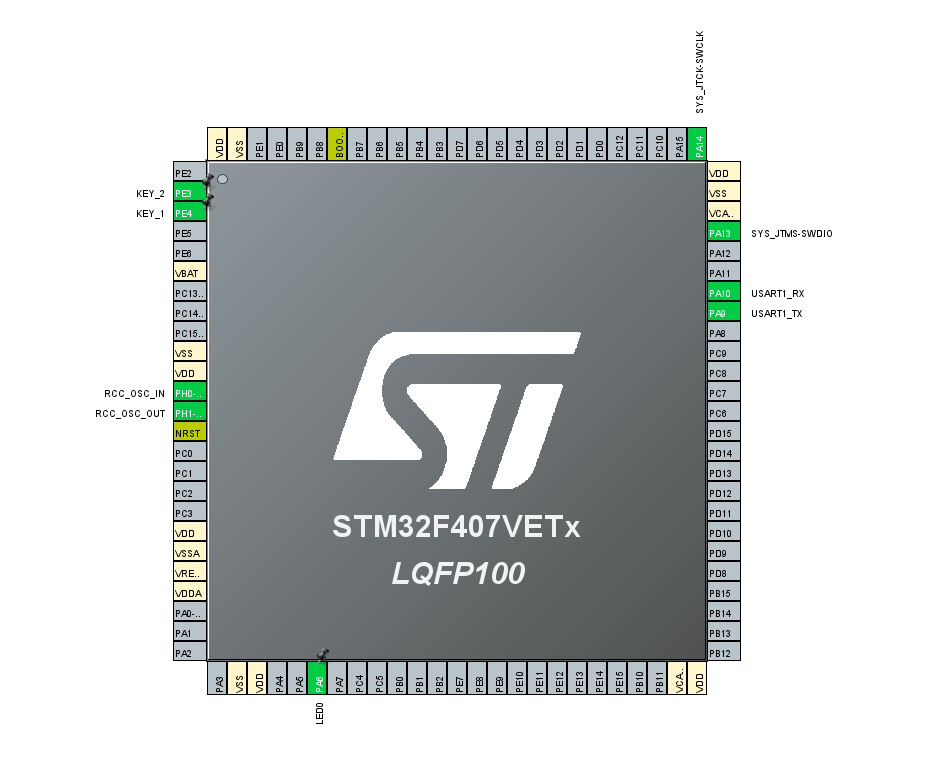 SYS_JTCK-SWCLK
VDD
VSS
PE1
PE0
PB9
PB8
BOO..
PB7
PB6
PB5
PB4
PB3
PD7
PD6
PD5
PD4
PD3
PD2
PD1
PD0
PC12
PC11
PC10
PA15
PA14
PE2
KEY_2 PE3
KEY_1 PE4
PE5
PE6
VBAT
PC13..
PC14..
PC15..
VSS
VDD
RCC_OSC_IN PH0-..
RCC_OSC_OUT PH1-..
NRST
PC0
PC1
PC2
PC3
VDD
VSSA
VRE..
VDDA
PA0-..
PA1
PA2
ST
STM32F407VETx
LQFP100
VDD
VSS
VCA..
PA13 SYS_JTMS-SWDIO
PA12
PA11
PA10 USART1_RX
PA9 USART1_TX
PA8
PC9
PC8
PC7
PC6
PD15
PD14
PD13
PD12
PD11
PD10
PD9
PD8
PB15
PB14
PB13
PB12
PA3
VSS
VDD
PA4
PA5
PA6
PA7
PC4
PC5
PB0
PB1
PB2
PE7
PE8
PE9
PE10
PE11
PE12
PE13
PE14
PE15
PB10
PB11
VCA..
VDD
LED0